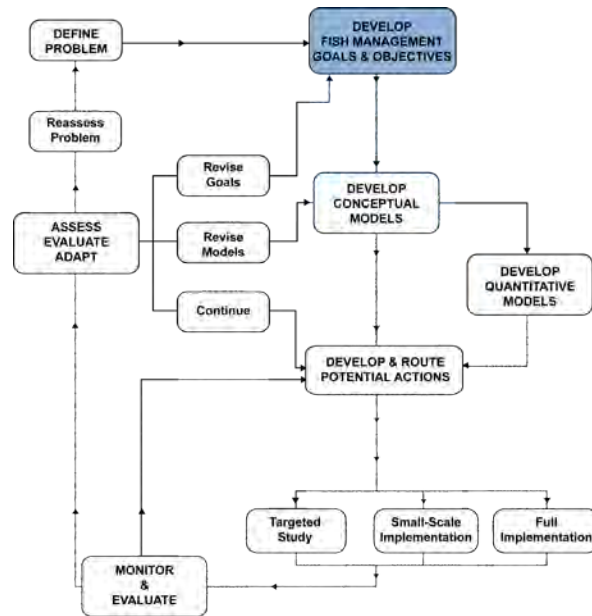 DEFINE
PROBLEM
DEVELOP
FISH MANAGEMENT
GOALS & OBJECTIVES
Reassess
Problem
Revise
Goals
ASSESS
EVALUATE
ADAPT
Revise
Models
DEVELOP
CONCEPTUAL
MODELS
DEVELOP
QUANTITATIVE
MODELS
Continue
DEVELOP & ROUTE
POTENTIAL ACTIONS
Targeted
Study
Small-Scale
Implementation
Full
Implementation
MONITOR
&
EVALUATE